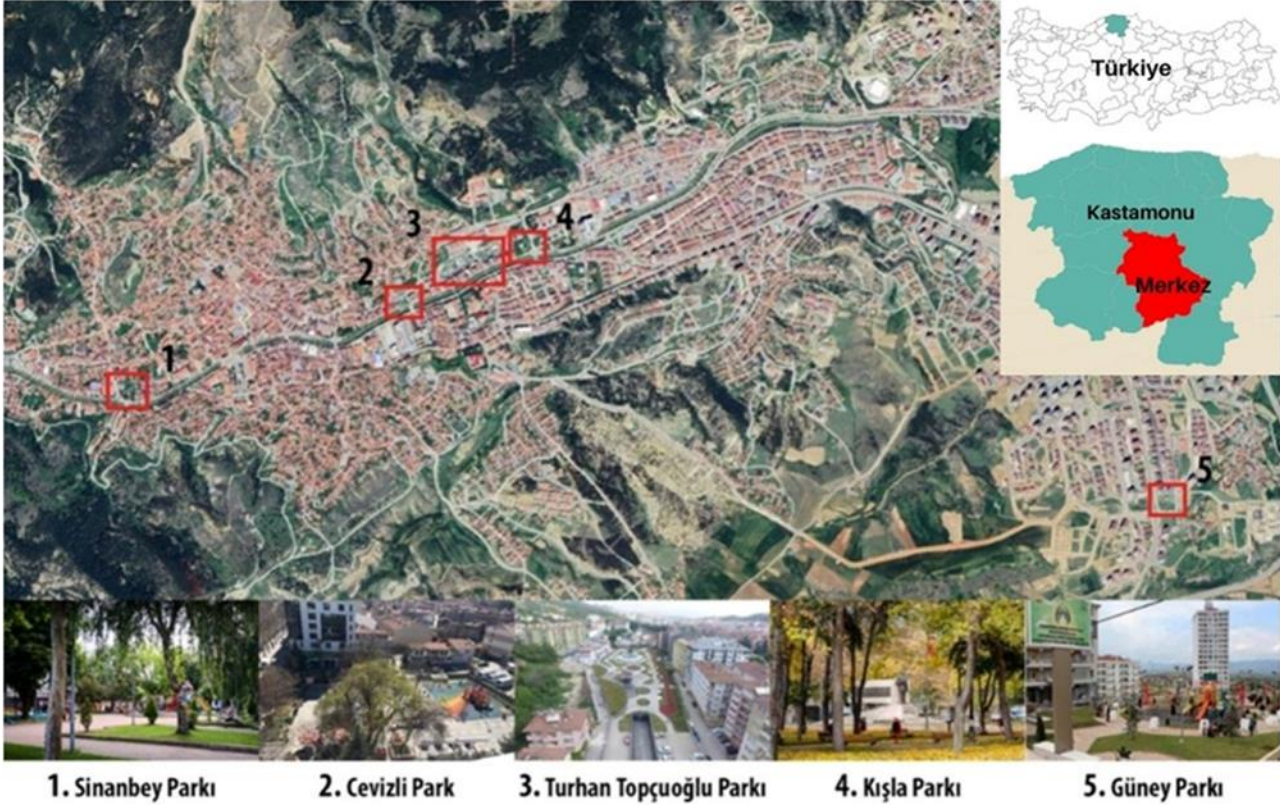 Türkiye
Kastamonu
Merkez
3
4
2
1
5
1. Sinanbey Parkı
2. Cevizli Park
3. Turhan Topçuoğlu Parkı
4. Kışla Parkı
5. Güney Parkı